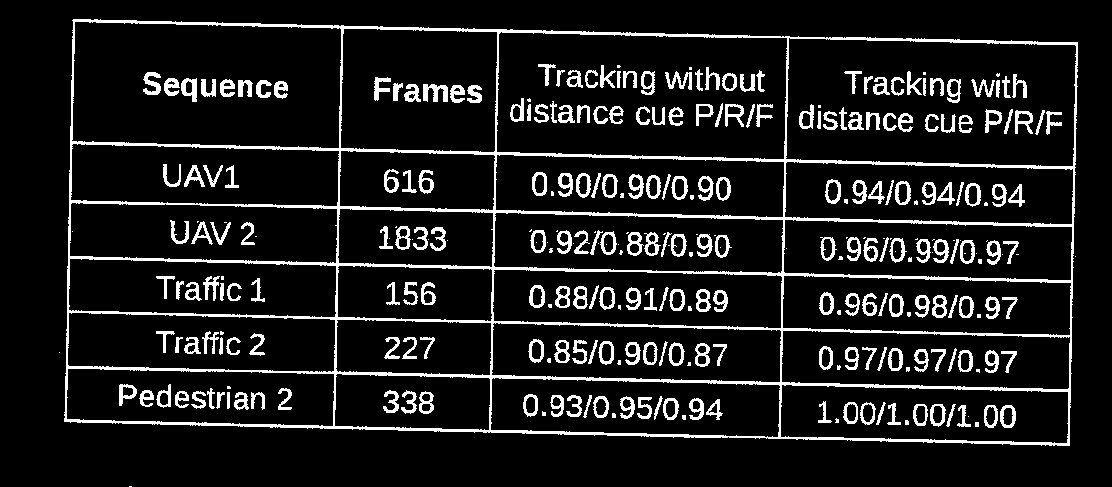 Sequence Frames Tracking without distance cue P/R/F Tracking with distance cue P/R/F
UAV1 616 0.90/0.90/0.90 0.94/0.94/0.94
UAV 2 1833 0.92/0.88/0.90 0.96/0.99/0.97
Traffic 1 156 0.88/0.91/0.89 0.96/0.98/0.97
Traffic 2 227 0.85/0.90/0.87 0.97/0.97/0.97
Pedestrian 2 338 0.93/0.95/0.94 1.00/1.00/1.00